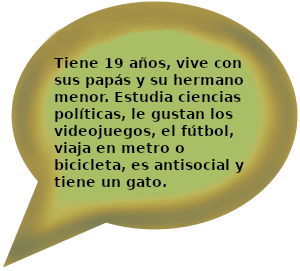 Tiene 19 años, vive con
sus papás y su hermano
menor. Estudia ciencias
políticas, le gustan los
videojuegos, el fútbol,
viaja en metro o
bicicleta, es antisocial y
tiene un gato.